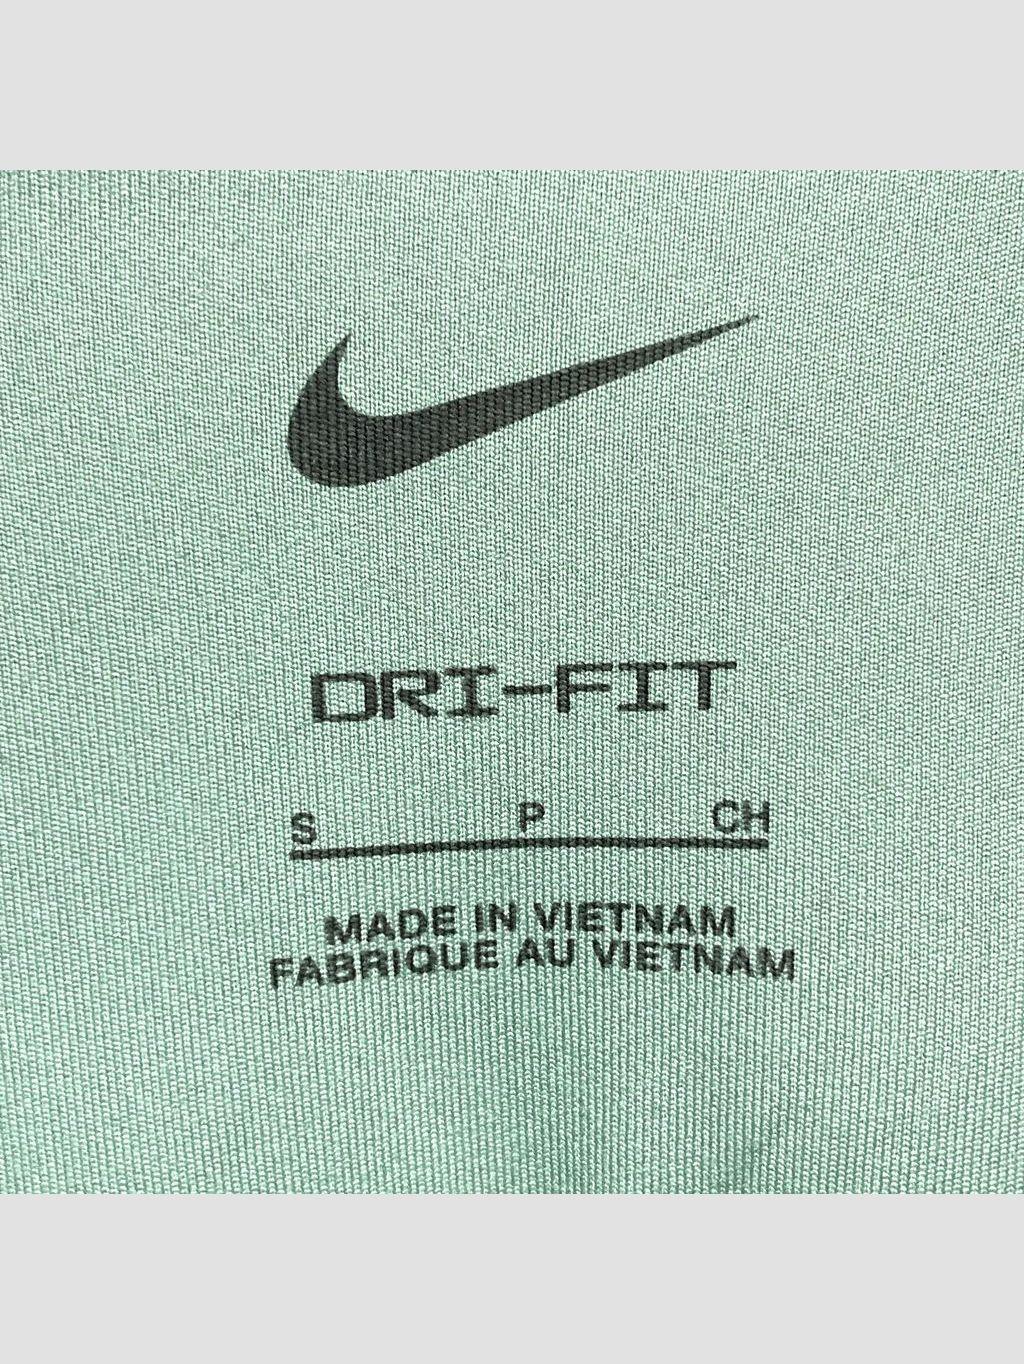 DRI-FIT
S P CH
MADE IN VIETNAM
FABRIQUE AU VIETNAM